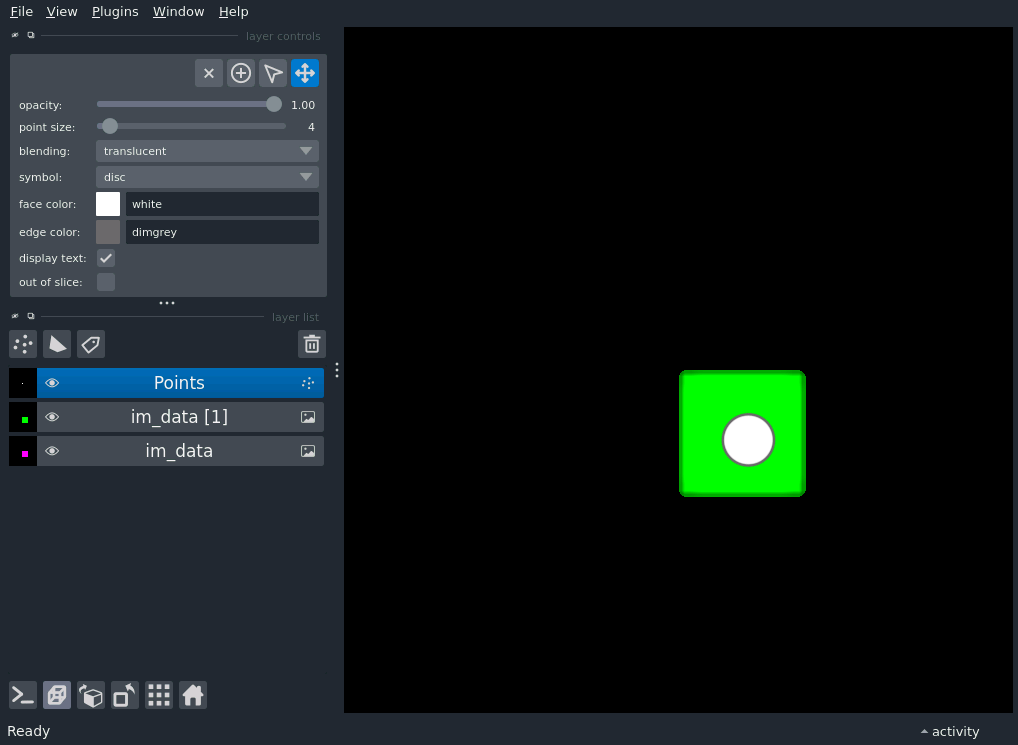 File View Plugins Window Help
layer controls
opacity: 1.00
point size: 4
blending: translucent
symbol: disc
face color: white
edge color: dimgrey
display text:
out of slice:
layer list
Points
im_data [1]
im_data
Ready
activity